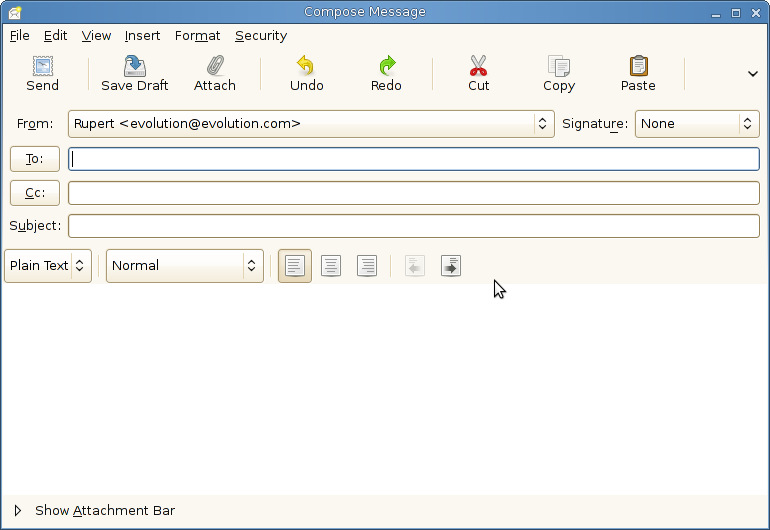 Compose Message
File Edit View Insert Format Security
Send Save Draft Attach Undo Redo Cut Copy Paste
From: Rupert <evolution@evolution.com> Signature: None
To:
Cc:
Subject:
Plain Text Normal
Show Attachment Bar